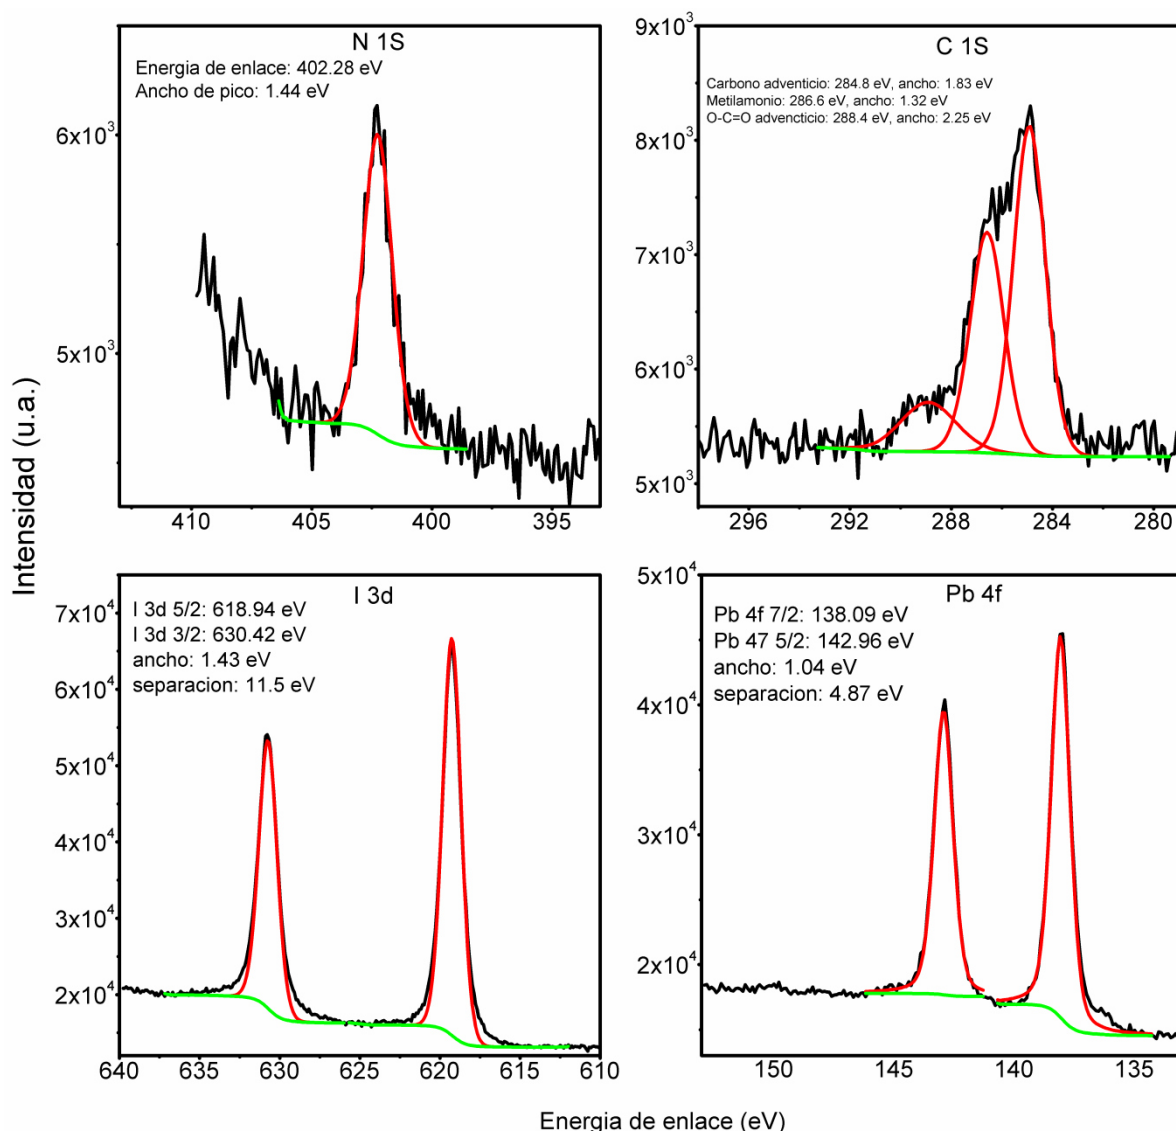 N 1S
Energia de enlace: 402.28 eV
Ancho de pico: 1.44 eV
6x10³
5x10³
410
405
400
395
C 1S
Carbono adventicio: 284.8 eV, ancho: 1.83 eV
Metilamonio: 286.6 eV, ancho: 1.32 eV
O-C=O advencticio: 288.4 eV, ancho: 2.25 eV
9x10³
8x10³
7x10³
6x10³
5x10³
296
292
288
284
280
Intensidad (u.a.)
I 3d
I 3d 5/2: 618.94 eV
I 3d 3/2: 630.42 eV
ancho: 1.43 eV
separacion: 11.5 eV
7x10⁴
6x10⁴
5x10⁴
4x10⁴
3x10⁴
2x10⁴
640
635
630
625
620
615
610
Pb 4f
Pb 4f 7/2: 138.09 eV
Pb 47 5/2: 142.96 eV
ancho: 1.04 eV
separacion: 4.87 eV
5x10⁴
4x10⁴
3x10⁴
2x10⁴
150
145
140
135
Energia de enlace (eV)